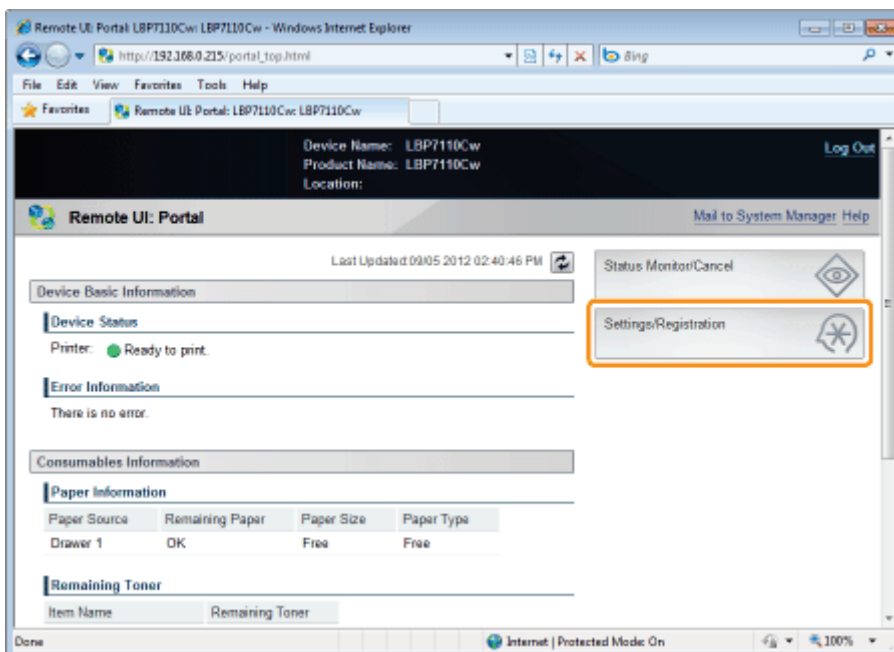 Remote UI: Portal: LBP7110Cw: LBP7110Cw - Windows Internet Explorer
http://192.168.0.215/portal_top.html
Bing
File Edit View Favorites Tools Help
Favorites
Remote UI: Portal: LBP7110Cw: LBP7110Cw
Device Name: LBP7110Cw
Product Name: LBP7110Cw
Location:
Log Out
Remote UI: Portal
Mail to System Manager Help
Last Updated:09/05 2012 02:40:46 PM
Status Monitor/Cancel
Settings/Registration
Device Basic Information
Device Status
Printer: Ready to print.
Error Information
There is no error.
Consumables Information
Paper Information
Paper Source Remaining Paper Paper Size Paper Type
Drawer 1 OK Free Free
Remaining Toner
Item Name Remaining Toner
Done
Internet | Protected Mode: On
100%